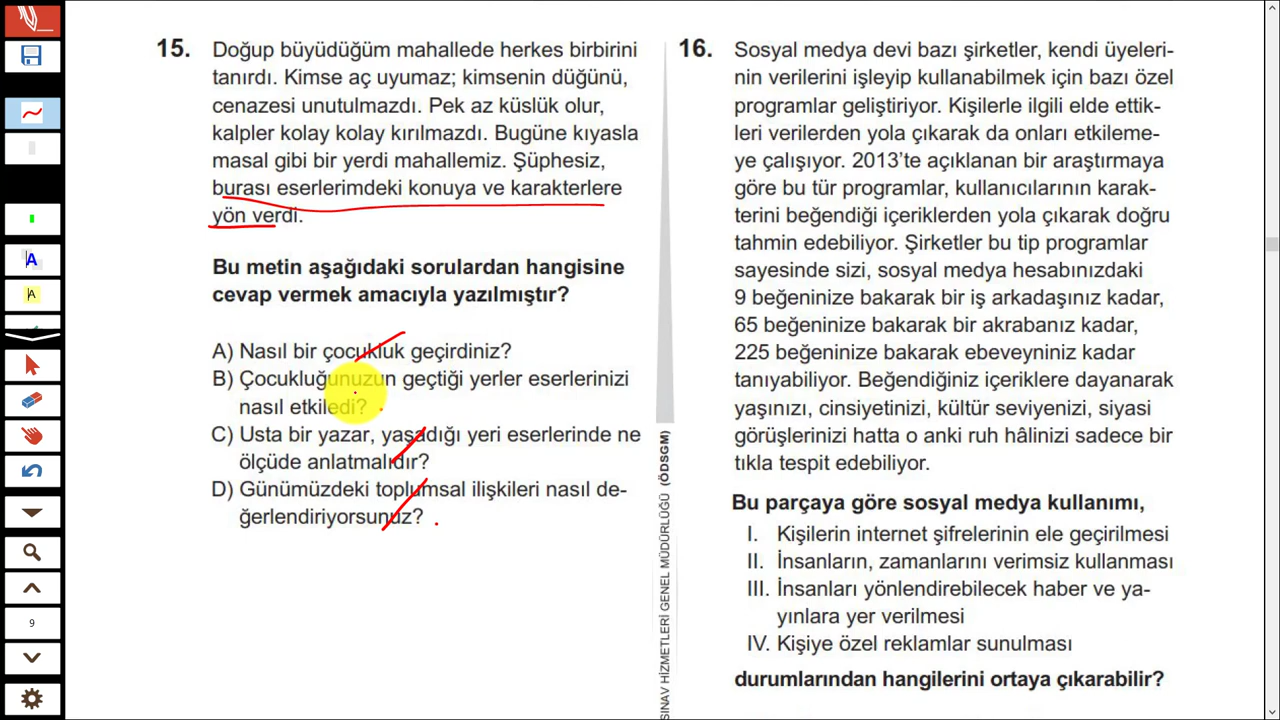 15. Doğup büyüdüğüm mahallede herkes birbirini
tanırdı. Kimse aç uyumaz; kimsenin düğünü,
cenazesi unutulmazdı. Pek az küslük olur,
kalpler kolay kolay kırılmazdı. Bugüne kıyasla
masal gibi bir yerdi mahallemiz. Şüphesiz,
burası eserlerimdeki konuya ve karakterlere
yön verdi.
Bu metin aşağıdaki sorulardan hangisine
cevap vermek amacıyla yazılmıştır?
A) Nasıl bir çocukluk geçirdiniz?
B) Çocukluğunuzun geçtiği yerler eserlerinizi
nasıl etkiledi?
C) Usta bir yazar, yaşadığı yeri eserlerinde ne
ölçüde anlatmalıdır?
D) Günümüzdeki toplumsal ilişkileri nasıl de-
ğerlendiriyorsunuz?
SINAV HİZMETLERİ GENEL MÜDÜRLÜĞÜ (ÖDSGM)
16. Sosyal medya devi bazı şirketler, kendi üyeleri-
nin verilerini işleyip kullanabilmek için bazı özel
programlar geliştiriyor. Kişilerle ilgili elde ettik-
leri verilerden yola çıkarak da onları etkileme-
ye çalışıyor. 2013’te açıklanan bir araştırmaya
göre bu tür programlar, kullanıcılarının karak-
terini beğendiği içeriklerden yola çıkarak doğru
tahmin edebiliyor. Şirketler bu tip programlar
sayesinde sizi, sosyal medya hesabınızdaki
9 beğeninize bakarak bir iş arkadaşınız kadar,
65 beğeninize bakarak bir akrabanız kadar,
225 beğeninize bakarak ebeveyniniz kadar
tanıyabiliyor. Beğendiğiniz içeriklere dayanarak
yaşınızı, cinsiyetinizi, kültür seviyenizi, siyasi
görüşlerinizi hatta o anki ruh hâlinizi sadece bir
tıkla tespit edebiliyor.
Bu parçaya göre sosyal medya kullanımı,
I. Kişilerin internet şifrelerinin ele geçirilmesi
II. İnsanların, zamanlarını verimsiz kullanması
III. İnsanları yönlendirebilecek haber ve ya-
yınlara yer verilmesi
IV. Kişiye özel reklamlar sunulması
durumlarından hangilerini ortaya çıkarabilir?
A
A
9